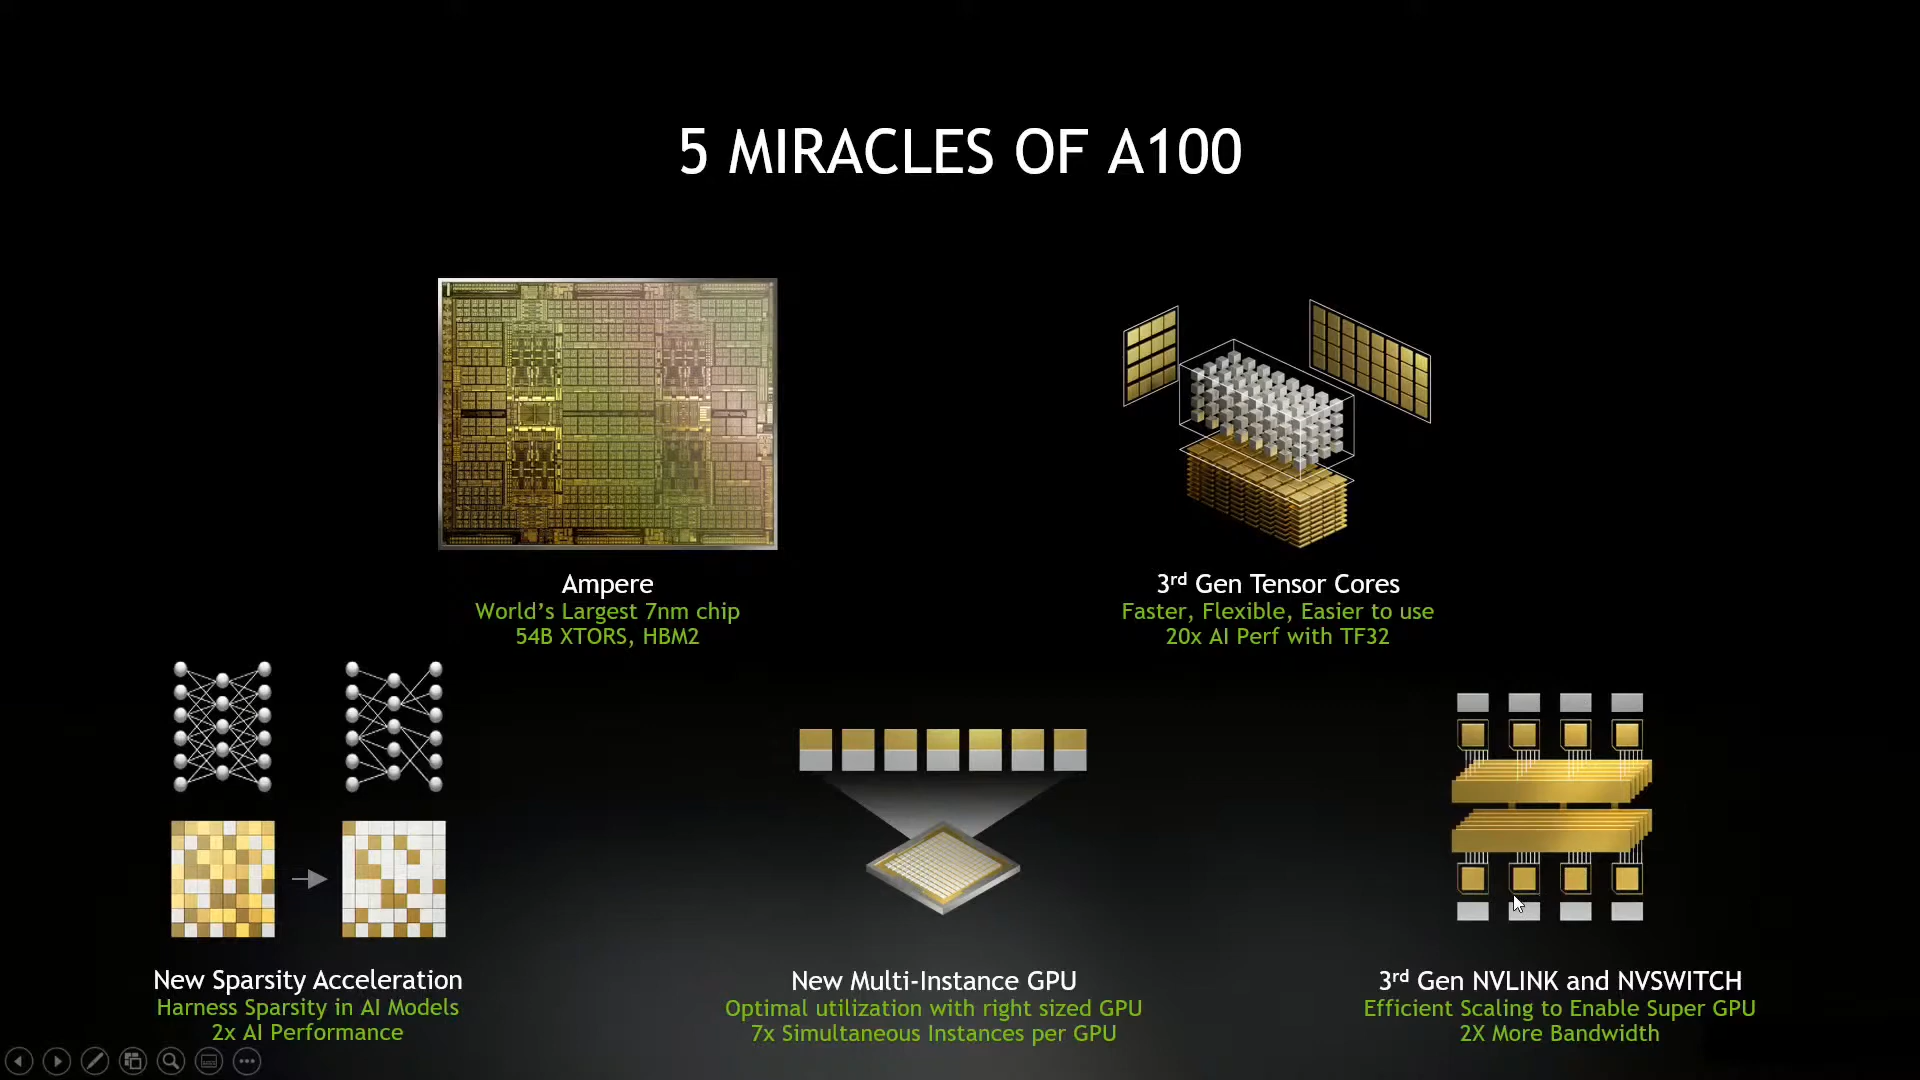 5 MIRACLES OF A100
Ampere
World's Largest 7nm chip
54B XTORS, HBM2
3rd Gen Tensor Cores
Faster, Flexible, Easier to use
20x AI Perf with TF32
New Sparsity Acceleration
Harness Sparsity in AI Models
2x AI Performance
New Multi-Instance GPU
Optimal utilization with right sized GPU
7x Simultaneous Instances per GPU
3rd Gen NVLINK and NVSWITCH
Efficient Scaling to Enable Super GPU
2X More Bandwidth